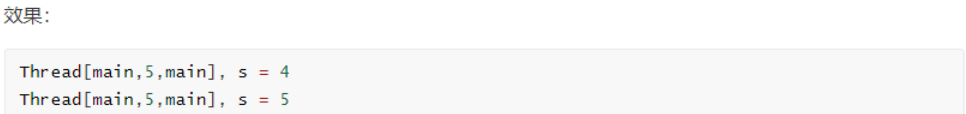 效果：
Thread[main,5,main], s = 4
Thread[main,5,main], s = 5